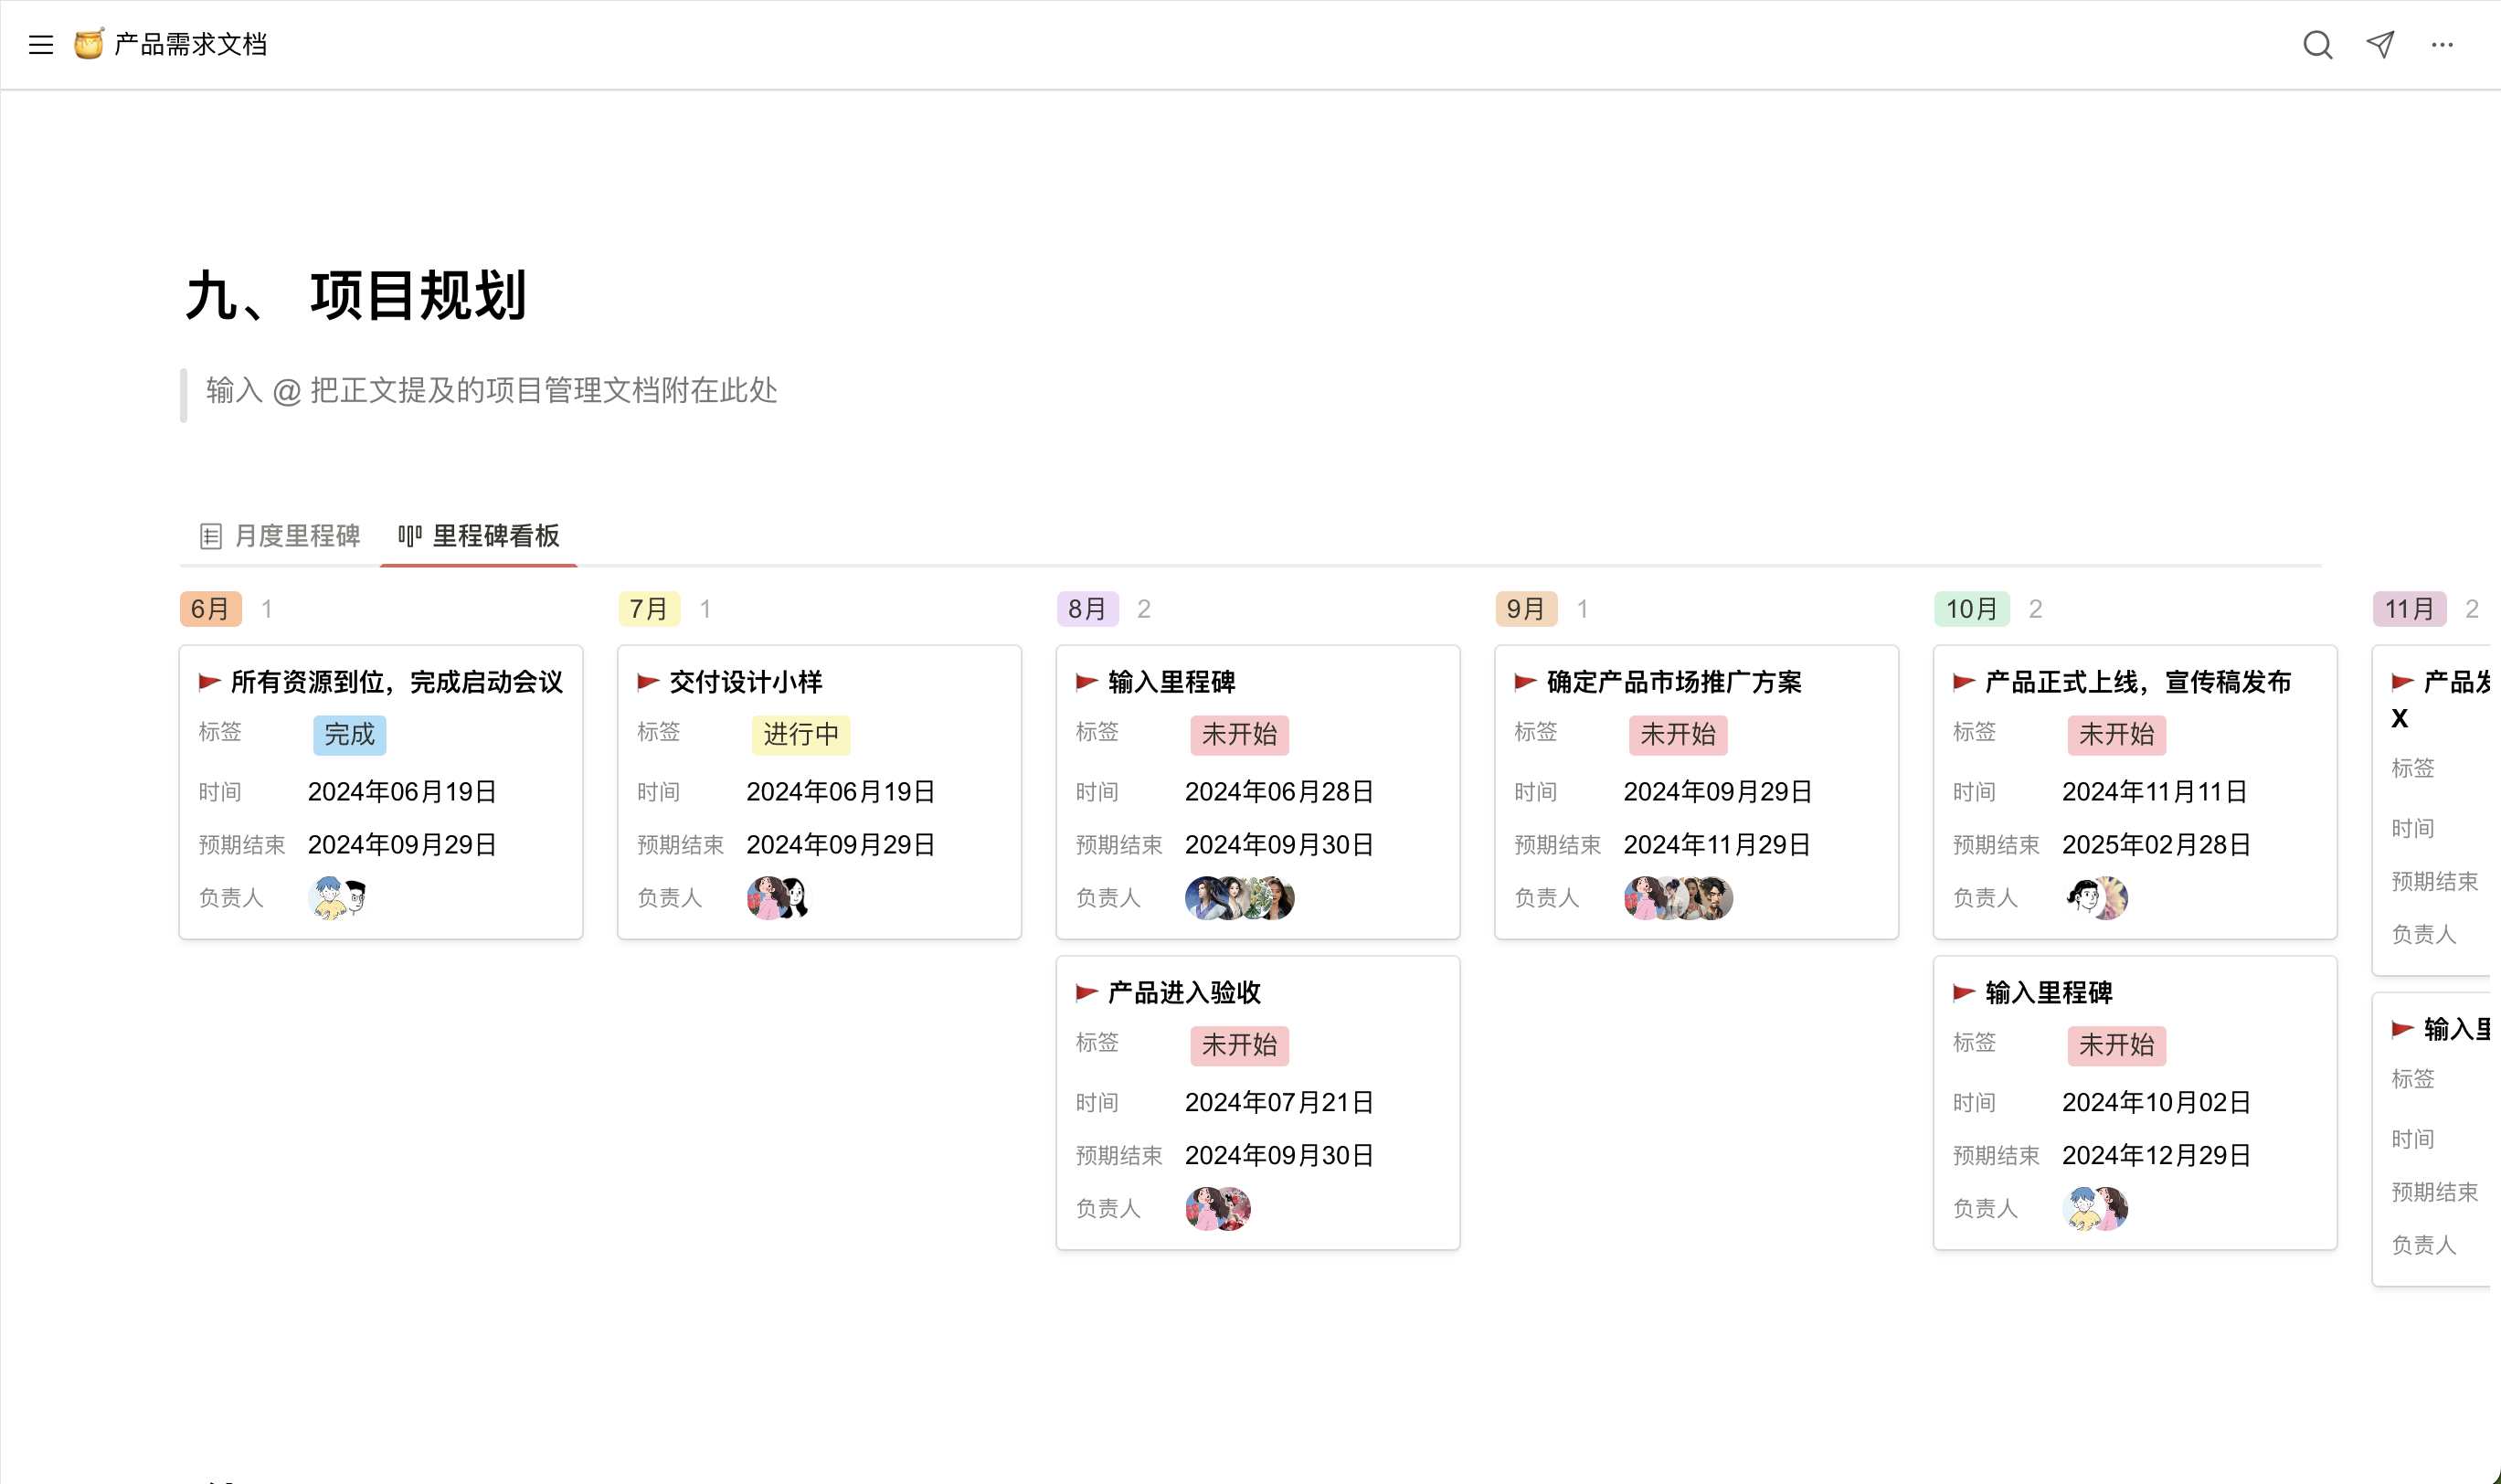 产品需求文档
九、 项目规划
输入 @ 把正文提及的项目管理文档附在此处
月度里程碑
里程碑看板
6月 1
所有资源到位，完成启动会议
标签 完成
时间 2024年06月19日
预期结束 2024年09月29日
负责人
7月 1
交付设计小样
标签 进行中
时间 2024年06月19日
预期结束 2024年09月29日
负责人
8月 2
输入里程碑
标签 未开始
时间 2024年06月28日
预期结束 2024年09月30日
负责人
产品进入验收
标签 未开始
时间 2024年07月21日
预期结束 2024年09月30日
负责人
9月 1
确定产品市场推广方案
标签 未开始
时间 2024年09月29日
预期结束 2024年11月29日
负责人
10月 2
产品正式上线，宣传稿发布
标签 未开始
时间 2024年11月11日
预期结束 2025年02月28日
负责人
输入里程碑
标签 未开始
时间 2024年10月02日
预期结束 2024年12月29日
负责人
11月 2
产品发
X
标签
时间
预期结束
负责人
输入里
标签
时间
预期结束
负责人